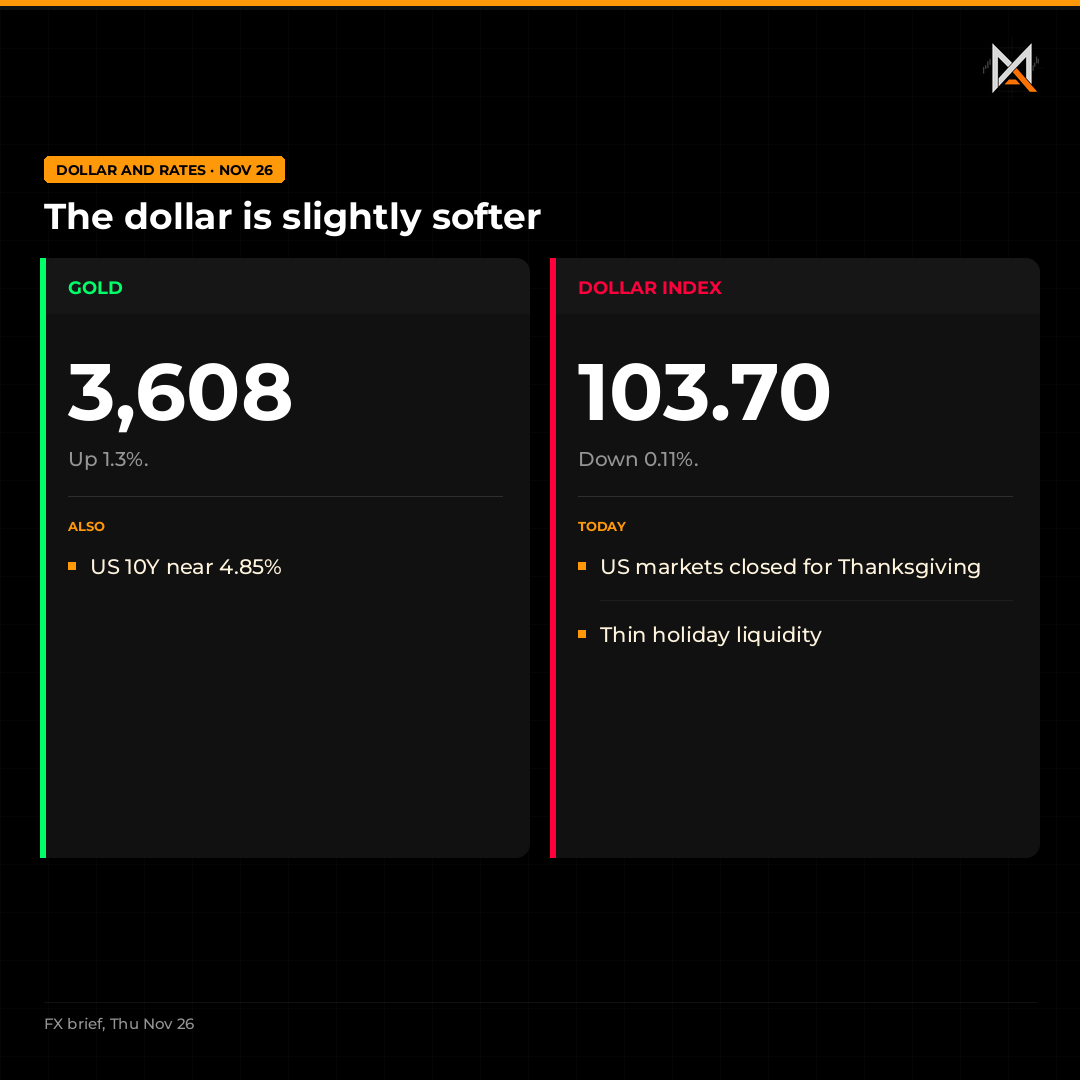 DOLLAR AND RATES · NOV 26
The dollar is slightly softer
GOLD
3,608
Up 1.3%.
ALSO
US 10Y near 4.85%
DOLLAR INDEX
103.70
Down 0.11%.
TODAY
US markets closed for Thanksgiving
Thin holiday liquidity
FX brief, Thu Nov 26